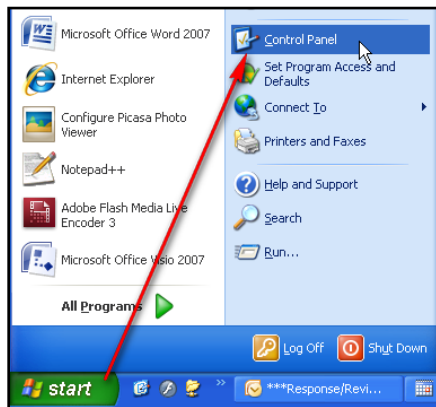 Microsoft Office Word 2007
Internet Explorer
Configure Picasa Photo
Viewer
Notepad++
Adobe Flash Media Live
Encoder 3
Microsoft Office Visio 2007
All Programs
Control Panel
Set Program Access and
Defaults
Connect To
Printers and Faxes
Help and Support
Search
Run...
Log Off
Shut Down
start
***Response/Revi...